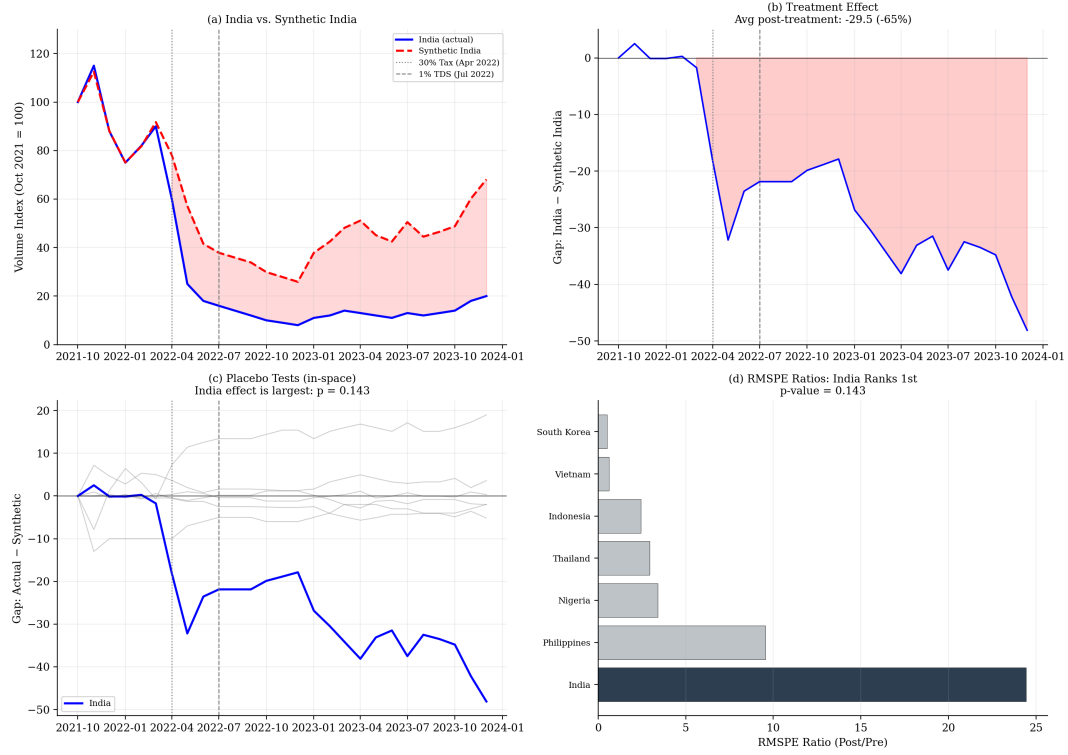 (a) India vs. Synthetic India
Volume Index (Oct 2021 = 100)
120
100
80
60
40
20
0
India (actual)
Synthetic India
30% Tax (Apr 2022)
1% TDS (Jul 2022)
2021-10 2022-01 2022-04 2022-07 2022-10 2023-01 2023-04 2023-07 2023-10 2024-01
(b) Treatment Effect
Avg post-treatment: -29.5 (-65%)
Gap: India − Synthetic India
0
−10
−20
−30
−40
−50
2021-10 2022-01 2022-04 2022-07 2022-10 2023-01 2023-04 2023-07 2023-10 2024-01
(c) Placebo Tests (in-space)
India effect is largest: p = 0.143
Gap: Actual − Synthetic
20
10
0
−10
−20
−30
−40
−50
India
2021-10 2022-01 2022-04 2022-07 2022-10 2023-01 2023-04 2023-07 2023-10 2024-01
(d) RMSPE Ratios: India Ranks 1st
p-value = 0.143
South Korea
Vietnam
Indonesia
Thailand
Nigeria
Philippines
India
0 5 10 15 20 25
RMSPE Ratio (Post/Pre)